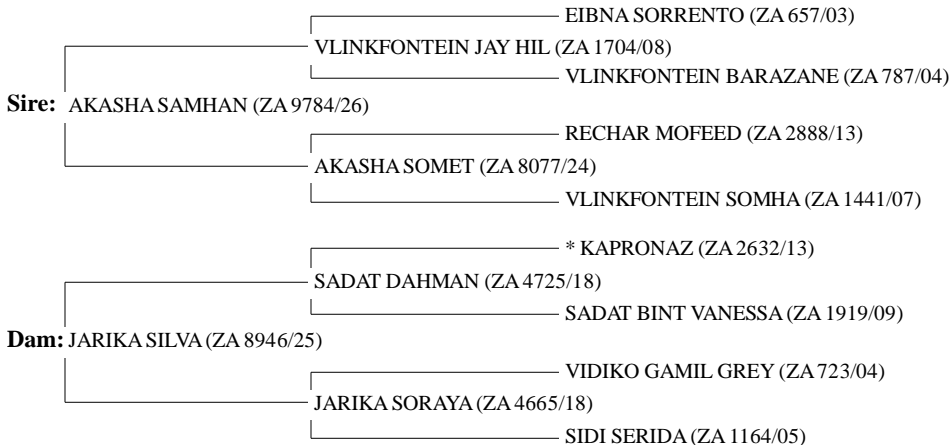 EIBNA SORRENTO (ZA 657/03)
VLINKFONTEIN JAY HIL (ZA 1704/08)
VLINKFONTEIN BARAZANE (ZA 787/04)
Sire: AKASHA SAMHAN (ZA 9784/26)
RECHAR MOFEED (ZA 2888/13)
AKASHA SOMET (ZA 8077/24)
VLINKFONTEIN SOMHA (ZA 1441/07)
* KAPRONAZ (ZA 2632/13)
SADAT DAHMAN (ZA 4725/18)
SADAT BINT VANESSA (ZA 1919/09)
Dam: JARIKA SILVA (ZA 8946/25)
VIDIKO GAMIL GREY (ZA 723/04)
JARIKA SORAYA (ZA 4665/18)
SIDI SERIDA (ZA 1164/05)